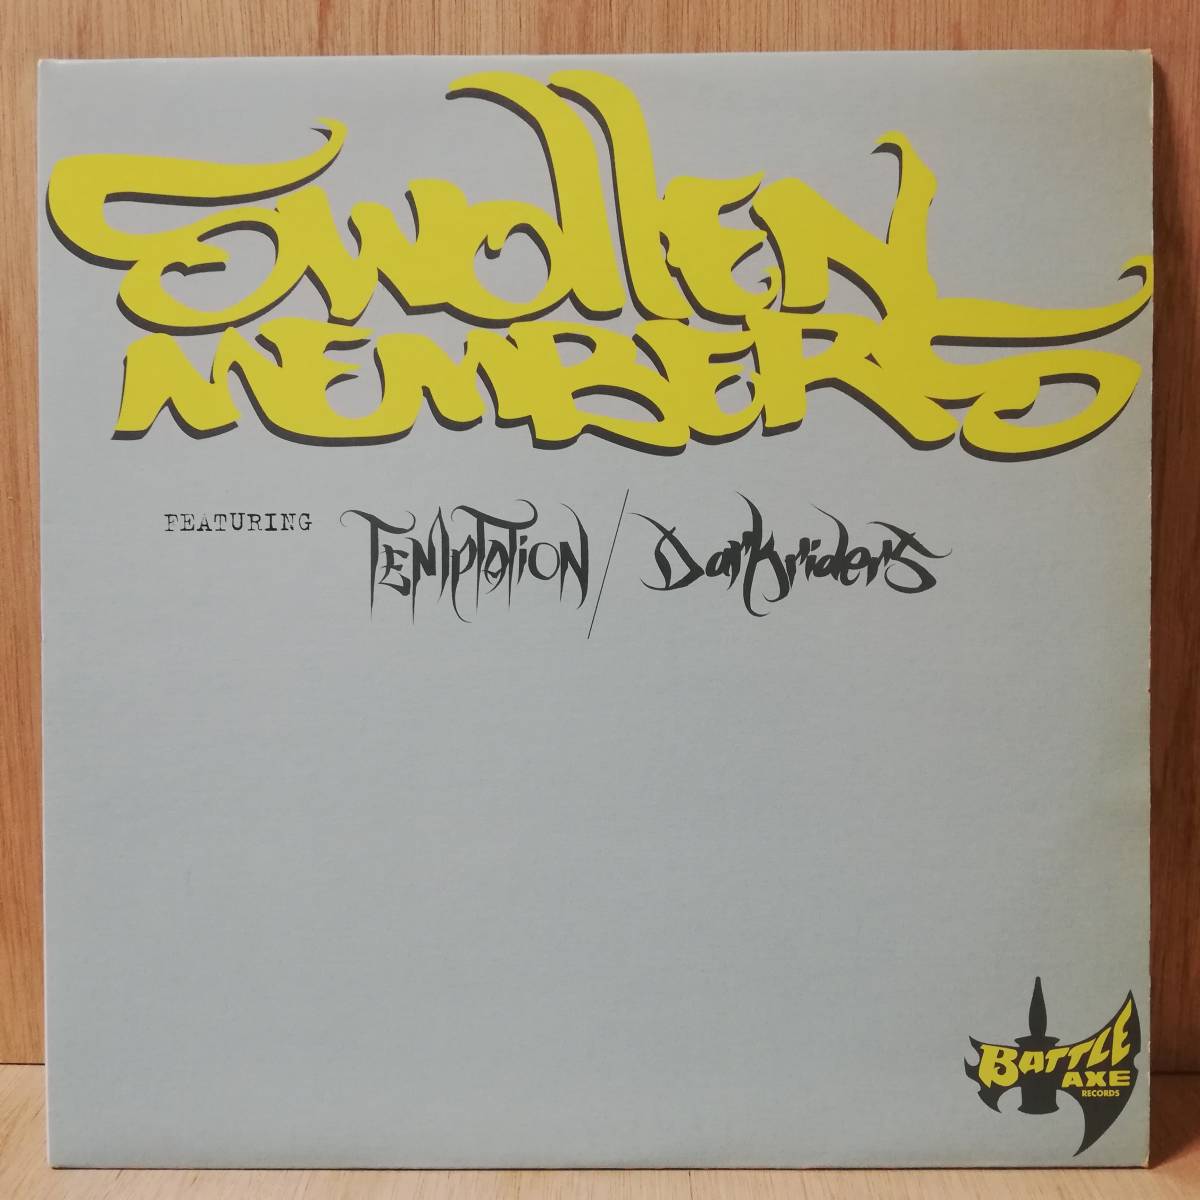 Swollen
MEMBERS
FEATURING TEMPTATION / Darkriders
BATTLE
AXE
RECORDS